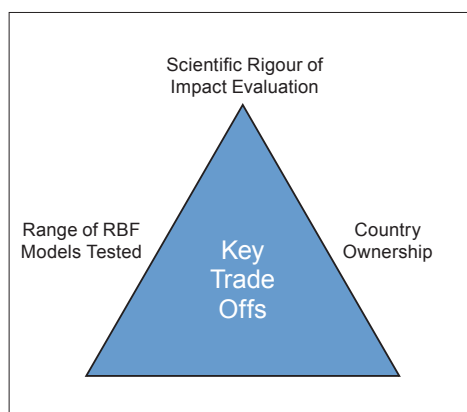 Scientific Rigour of
Impact Evaluation
Range of RBF
Models Tested
Country
Ownership
Key
Trade
Offs